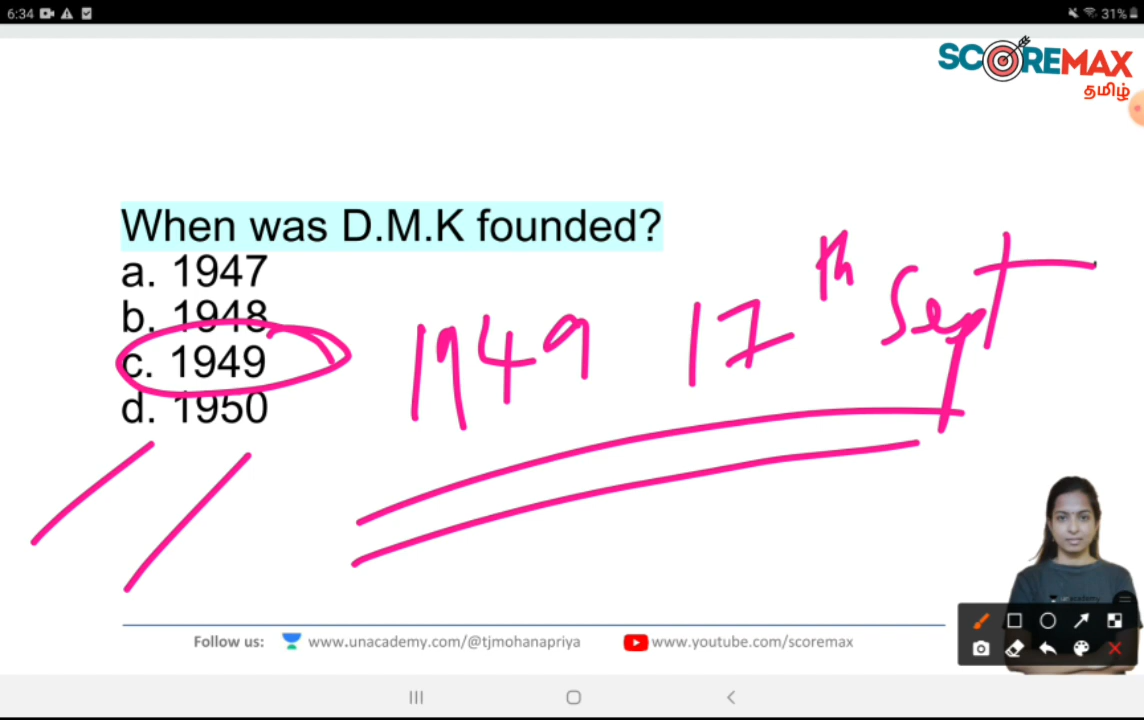 6:34
31%
SCOREMAX
தமிழ்
When was D.M.K founded?
a. 1947
b. 1948
c. 1949
d. 1950
1949 17th Sept
unacademy
Follow us: www.unacademy.com/@tjmohanapriya www.youtube.com/scoremax